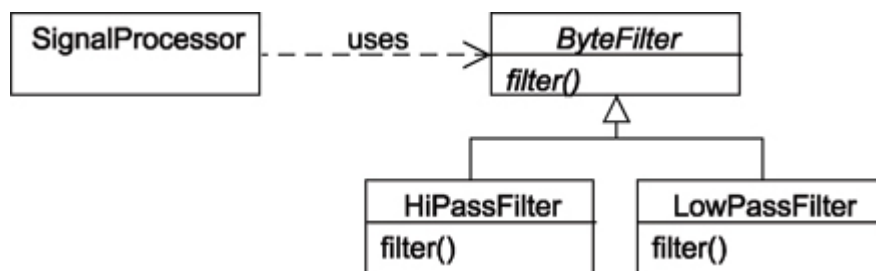 SignalProcessor
uses
ByteFilter
filter()
HiPassFilter
filter()
LowPassFilter
filter()